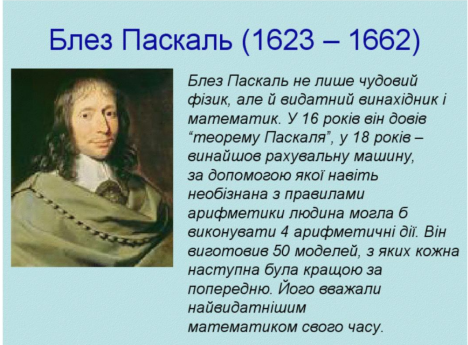 Блез Паскаль (1623 – 1662)
Блез Паскаль не лише чудовий
фізик, але й видатний винахідник і
математик. У 16 років він довів
“теорему Паскаля”, у 18 років –
винайшов рахувальну машину,
за допомогою якої навіть
необізнана з правилами
арифметики людина могла б
виконувати 4 арифметичні дії. Він
виготовив 50 моделей, з яких кожна
наступна була кращою за
попередню. Його вважали
найвидатнішим
математиком свого часу.